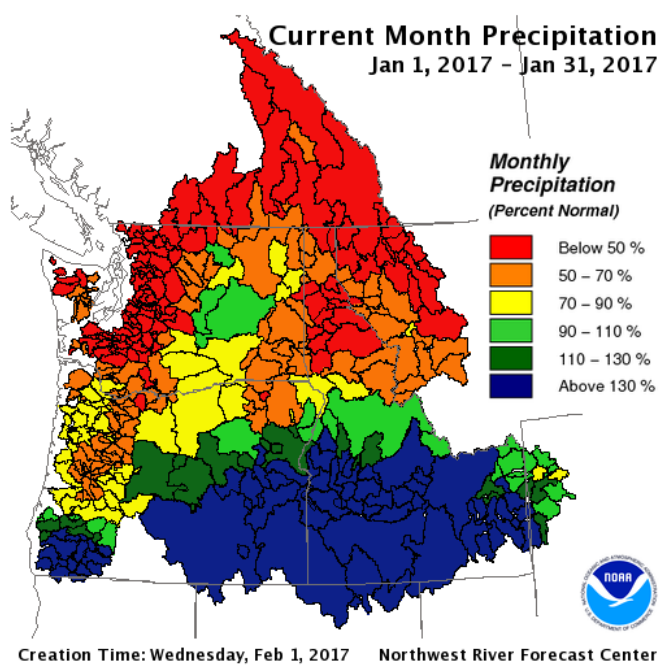 Current Month Precipitation
Jan 1, 2017 – Jan 31, 2017
Monthly
Precipitation
(Percent Normal)
Below 50 %
50 – 70 %
70 – 90 %
90 – 110 %
110 – 130 %
Above 130 %
NOAA
Creation Time: Wednesday, Feb 1, 2017 Northwest River Forecast Center